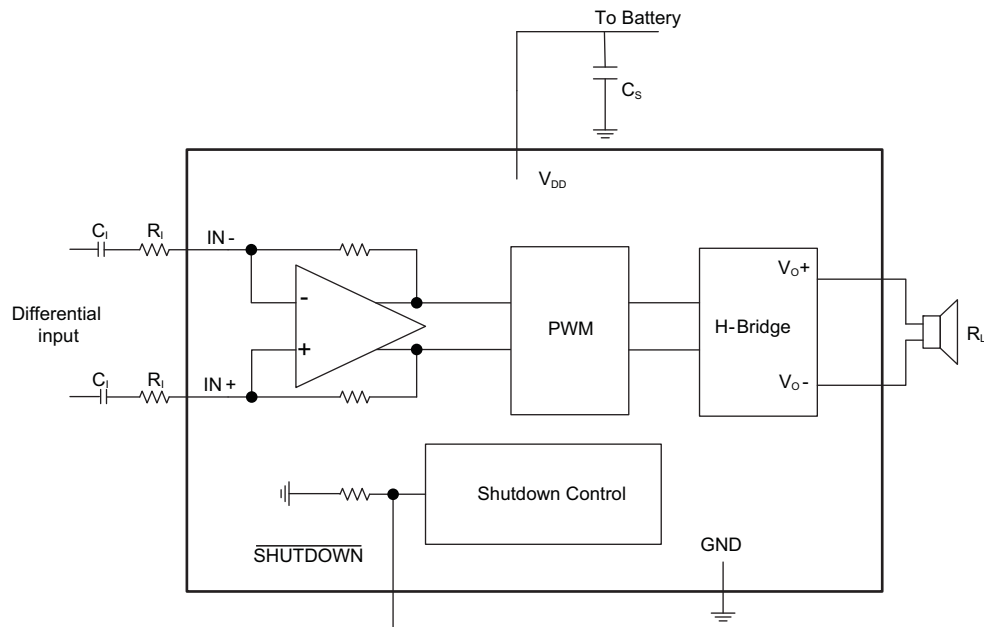 To Battery
Cₛ
V_DD
C_I
R_I
IN -
-
Differential
input
+
C_I
R_I
IN +
PWM
H-Bridge
V_O+
V_O-
R_L
Shutdown Control
SHUTDOWN
GND